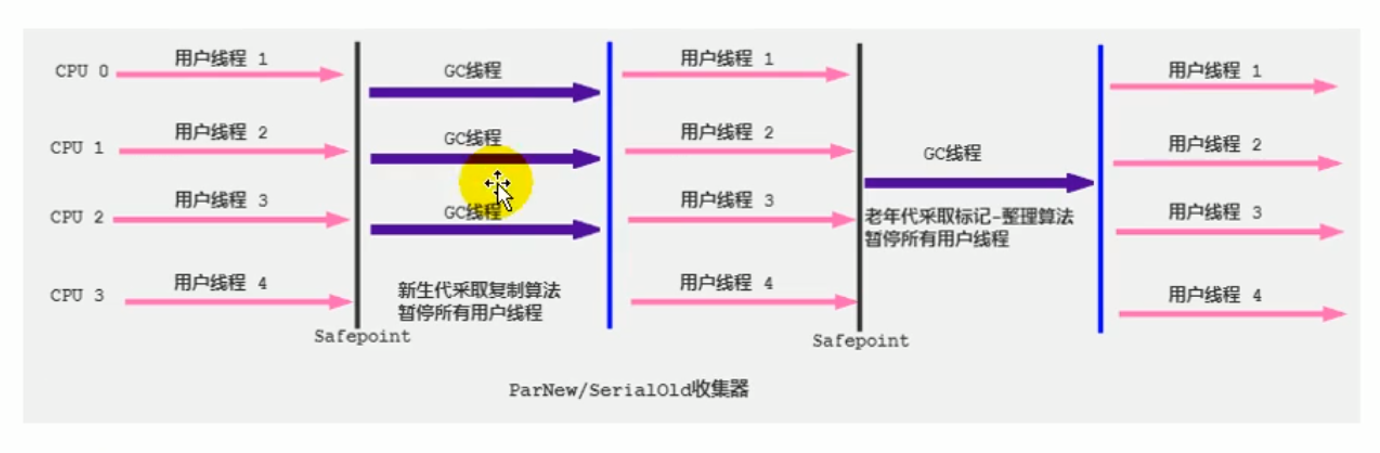 CPU 0
用户线程 1
GC线程
用户线程 1
用户线程 1
CPU 1
用户线程 2
GC线程
用户线程 2
GC线程
用户线程 2
CPU 2
用户线程 3
GC线程
用户线程 3
老年代采取标记-整理算法
暂停所有用户线程
用户线程 3
CPU 3
用户线程 4
新生代采取复制算法
暂停所有用户线程
用户线程 4
用户线程 4
Safepoint
Safepoint
ParNew/SerialOld收集器